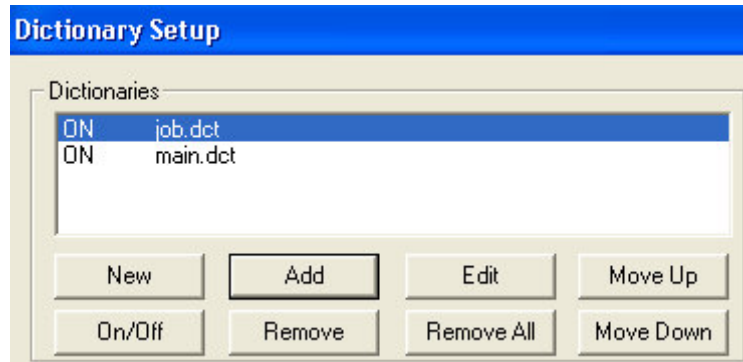 Dictionary Setup
Dictionaries
ON job.dct
ON main.dct
New Add Edit Move Up
On/Off Remove Remove All Move Down